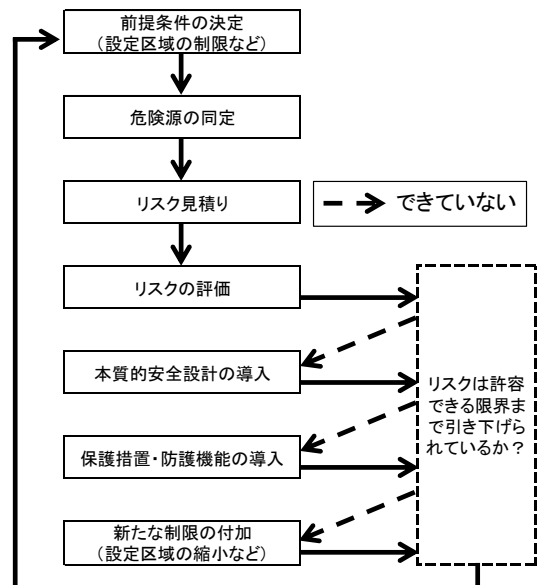 前提条件の決定
（設定区域の制限など）
危険源の同定
リスク見積り
できていない
リスクの評価
本質的安全設計の導入
リスクは許容
できる限界ま
で引き下げら
れているか？
保護措置・防護機能の導入
新たな制限の付加
（設定区域の縮小など）